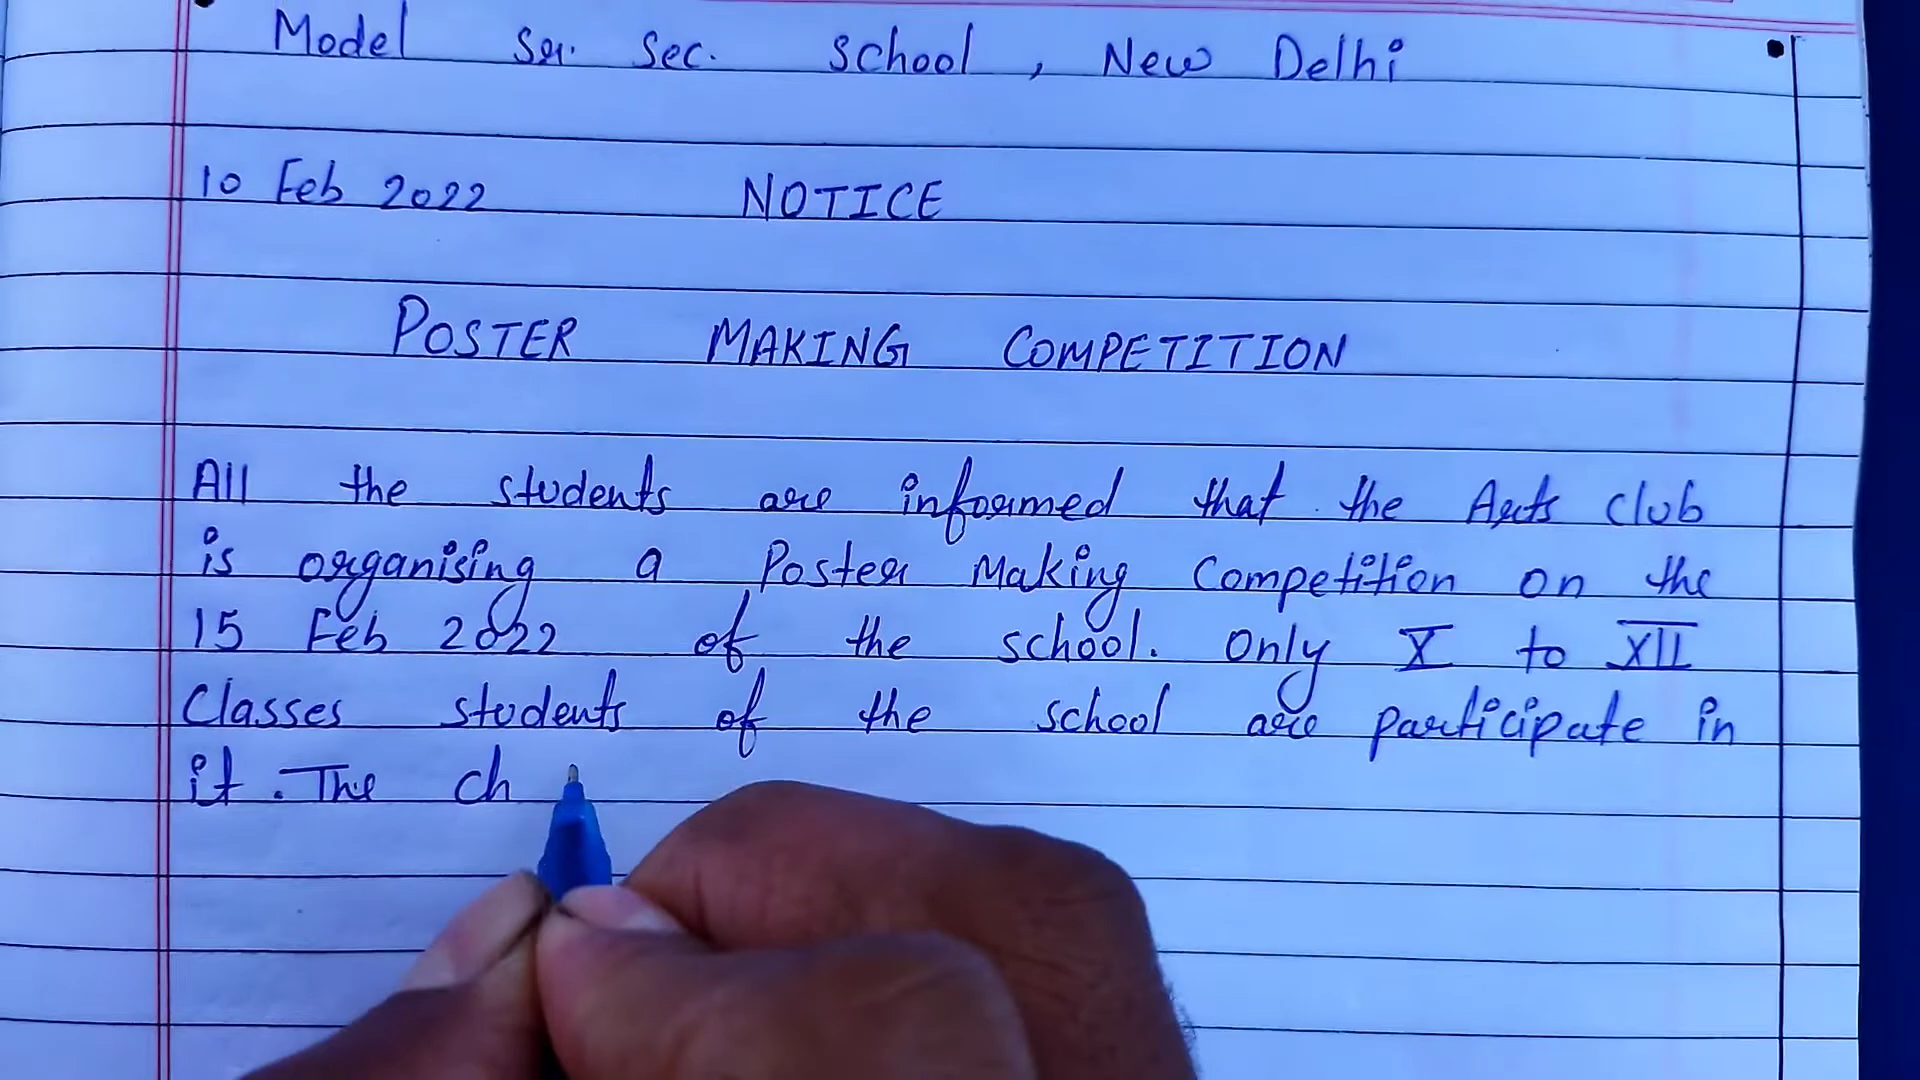 Model Sr. Sec. School, New Delhi
10 Feb 2022 NOTICE
POSTER MAKING COMPETITION
All the students are informed that the Arts club
is organising a Poster Making Competition on the
15 Feb 2022 of the school. Only X to XII
Classes students of the school are participate in
it. The ch